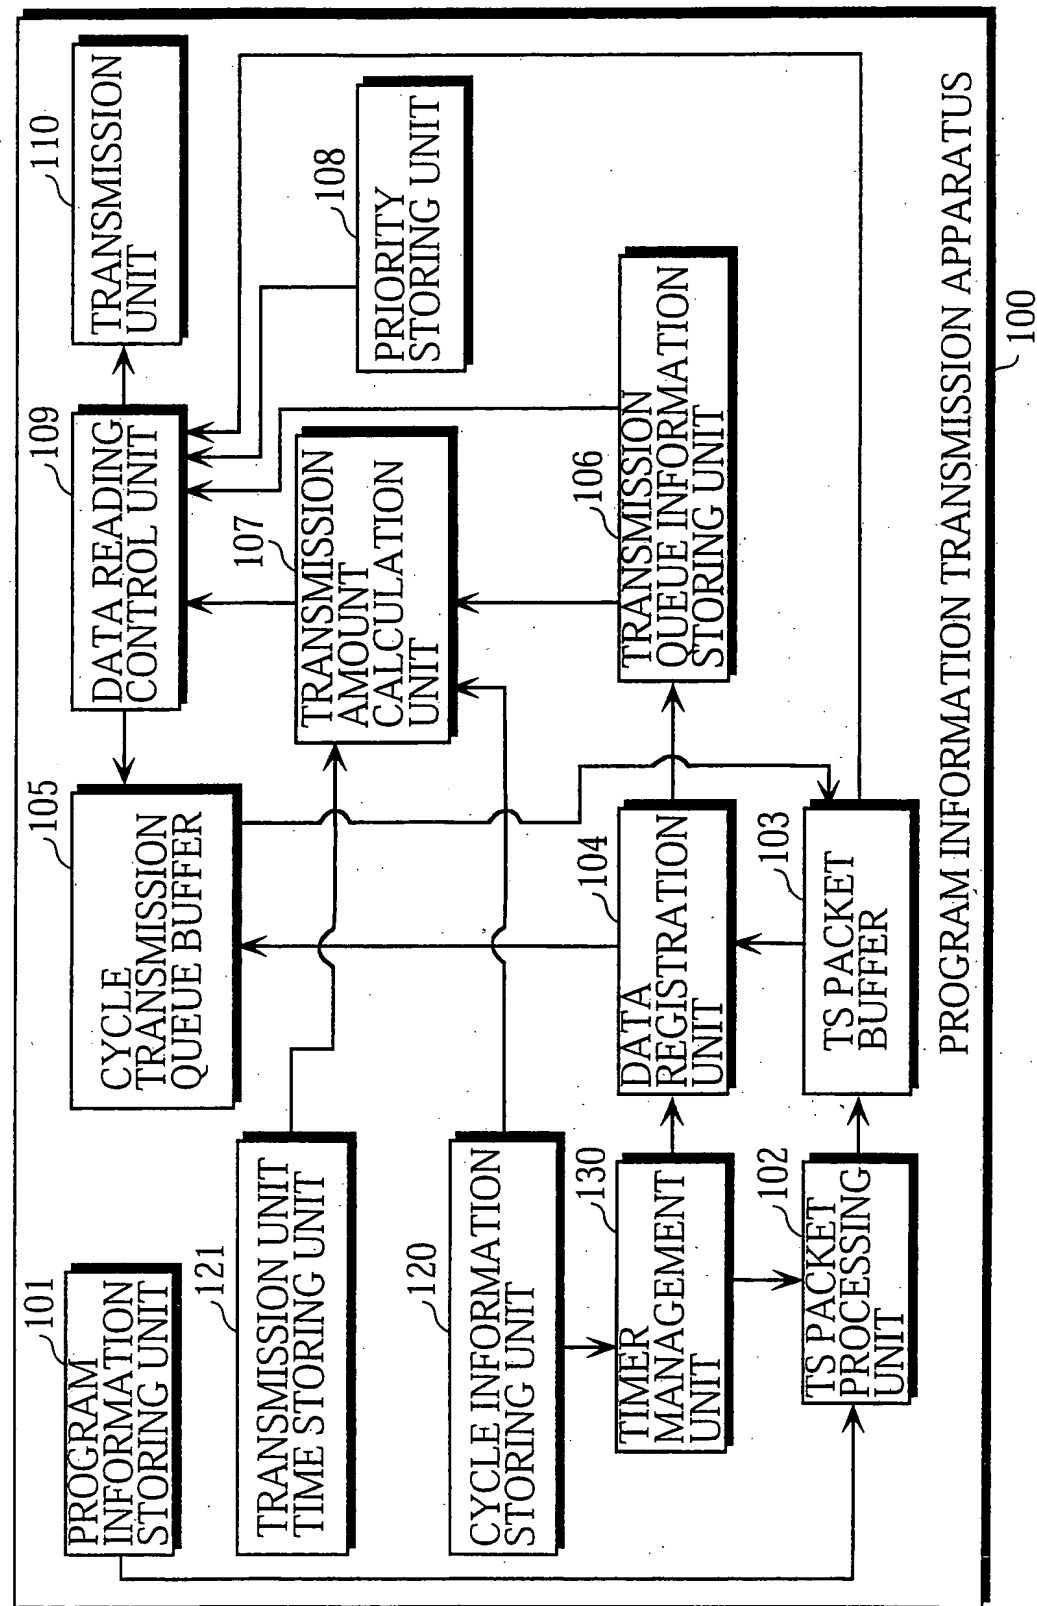 101
PROGRAM
INFORMATION
STORING UNIT
121
TRANSMISSION UNIT
TIME STORING UNIT
120
CYCLE INFORMATION
STORING UNIT
130
TIMER
MANAGEMENT
UNIT
102
TS PACKET
PROCESSING
UNIT
105
CYCLE
TRANSMISSION
QUEUE BUFFER
104
DATA
REGISTRATION
UNIT
103
TS PACKET
BUFFER
109
DATA READING
CONTROL UNIT
107
TRANSMISSION
AMOUNT
CALCULATION
UNIT
106
TRANSMISSION
QUEUE INFORMATION
STORING UNIT
110
TRANSMISSION
UNIT
108
PRIORITY
STORING UNIT
PROGRAM INFORMATION TRANSMISSION APPARATUS
100